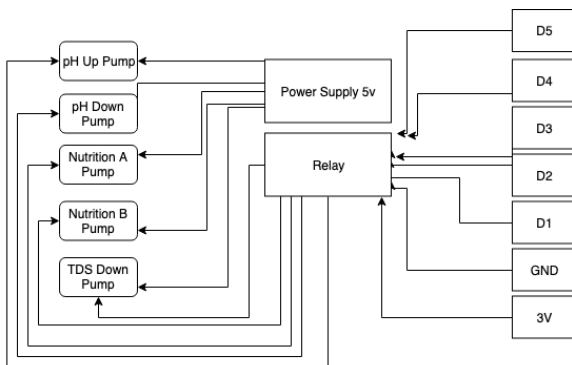 pH Up Pump
pH Down
Pump
Nutrition A
Pump
Nutrition B
Pump
TDS Down
Pump
Power Supply 5v
Relay
D5
D4
D3
D2
D1
GND
3V